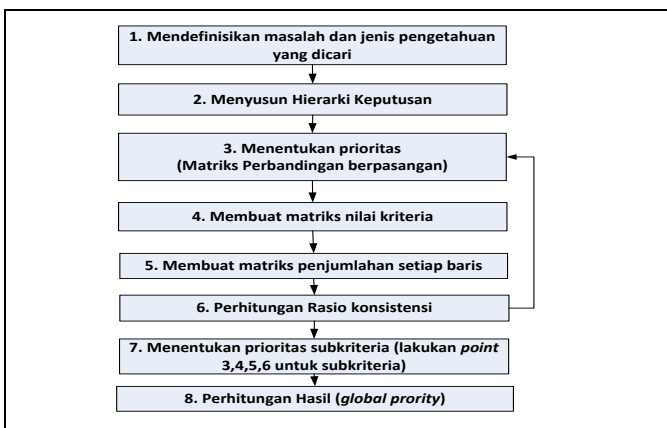 1. Mendefinisikan masalah dan jenis pengetahuan
yang dicari
2. Menyusun Hierarki Keputusan
3. Menentukan prioritas
(Matriks Perbandingan berpasangan)
4. Membuat matriks nilai kriteria
5. Membuat matriks penjumlahan setiap baris
6. Perhitungan Rasio konsistensi
7. Menentukan prioritas subkriteria (lakukan point
3,4,5,6 untuk subkriteria)
8. Perhitungan Hasil (global prority)